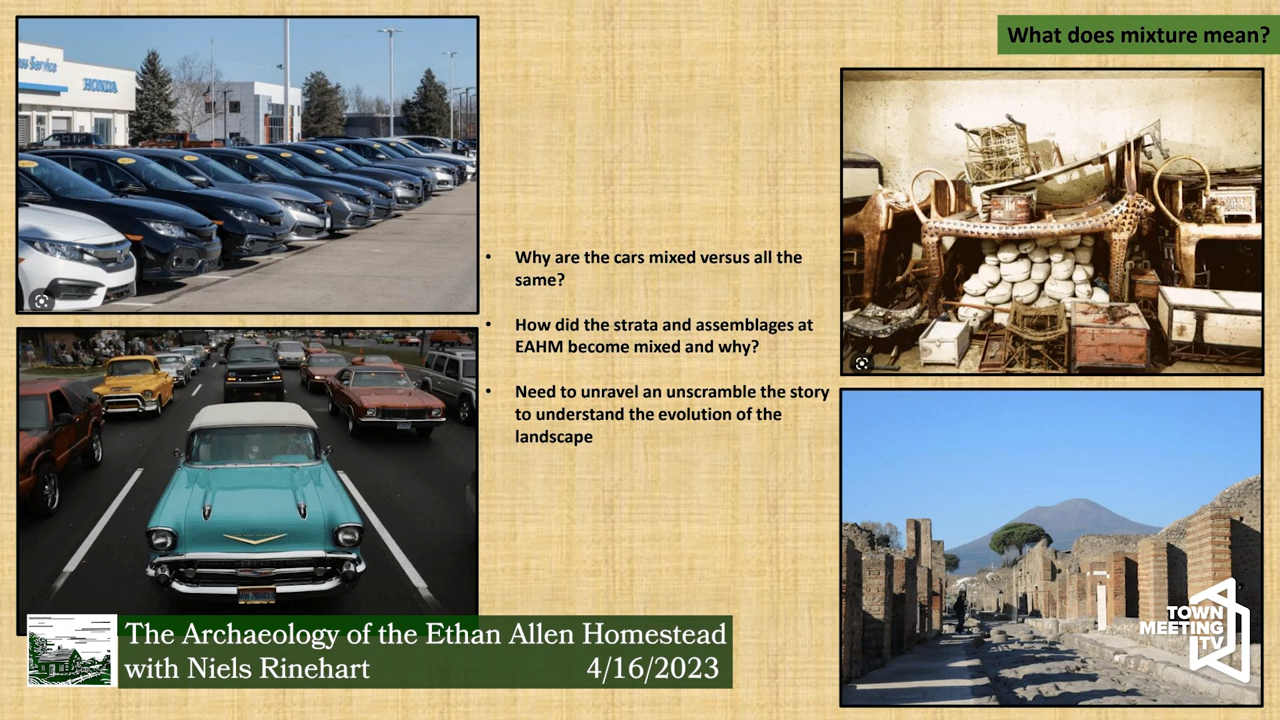 What does mixture mean?
Service
HONDA
• Why are the cars mixed versus all the
same?
• How did the strata and assemblages at
EAHM become mixed and why?
• Need to unravel an unscramble the story
to understand the evolution of the
landscape
The Archaeology of the Ethan Allen Homestead
with Niels Rinehart 4/16/2023
TOWN
MEETING
TV